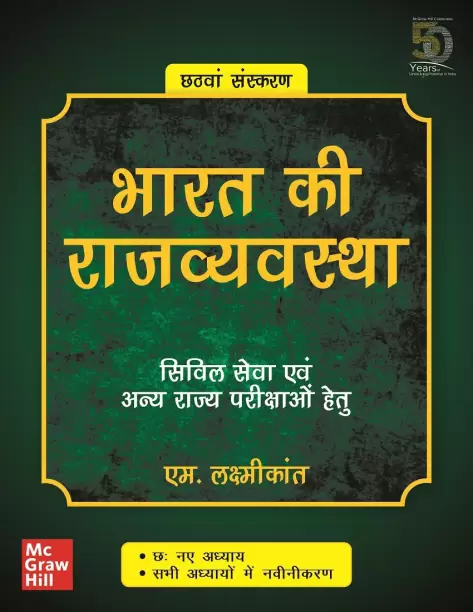 50
Years of
छठवां संस्करण
भारत की
राजव्यवस्था
सिविल सेवा एवं
अन्य राज्य परीक्षाओं हेतु
एम. लक्ष्मीकांत
Mc
Graw
Hill
• छः नए अध्याय
• सभी अध्यायों में नवीनीकरण